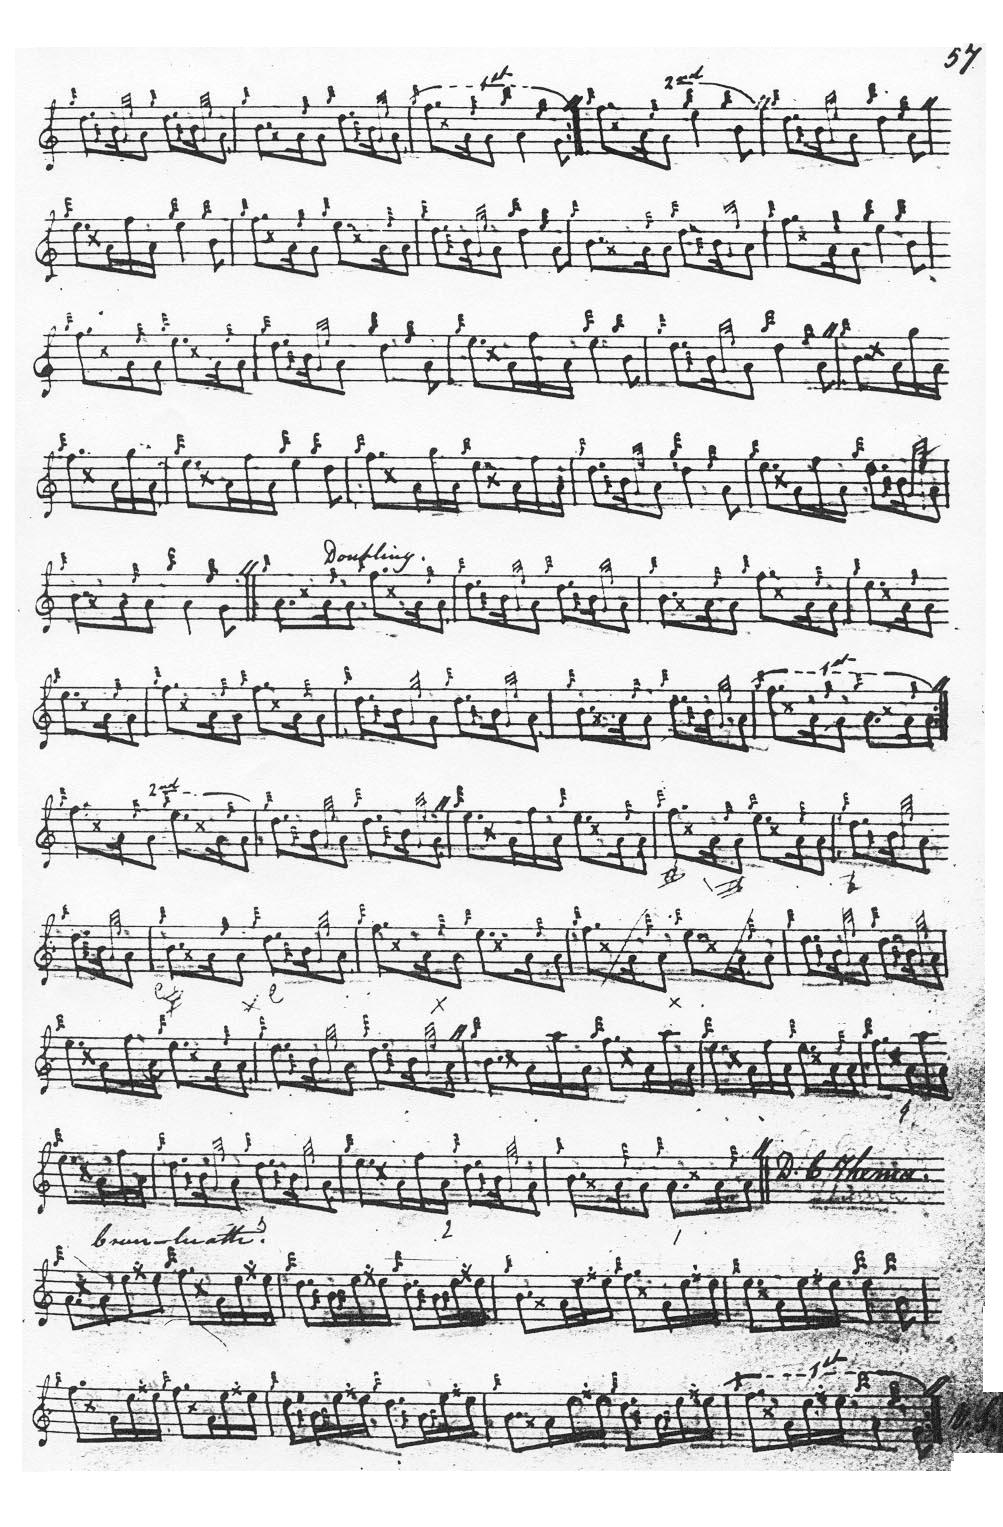 57
1st
2nd
Doubling.
1st
2nd
2
1
D. C Thema.
Crun-luath.
1st